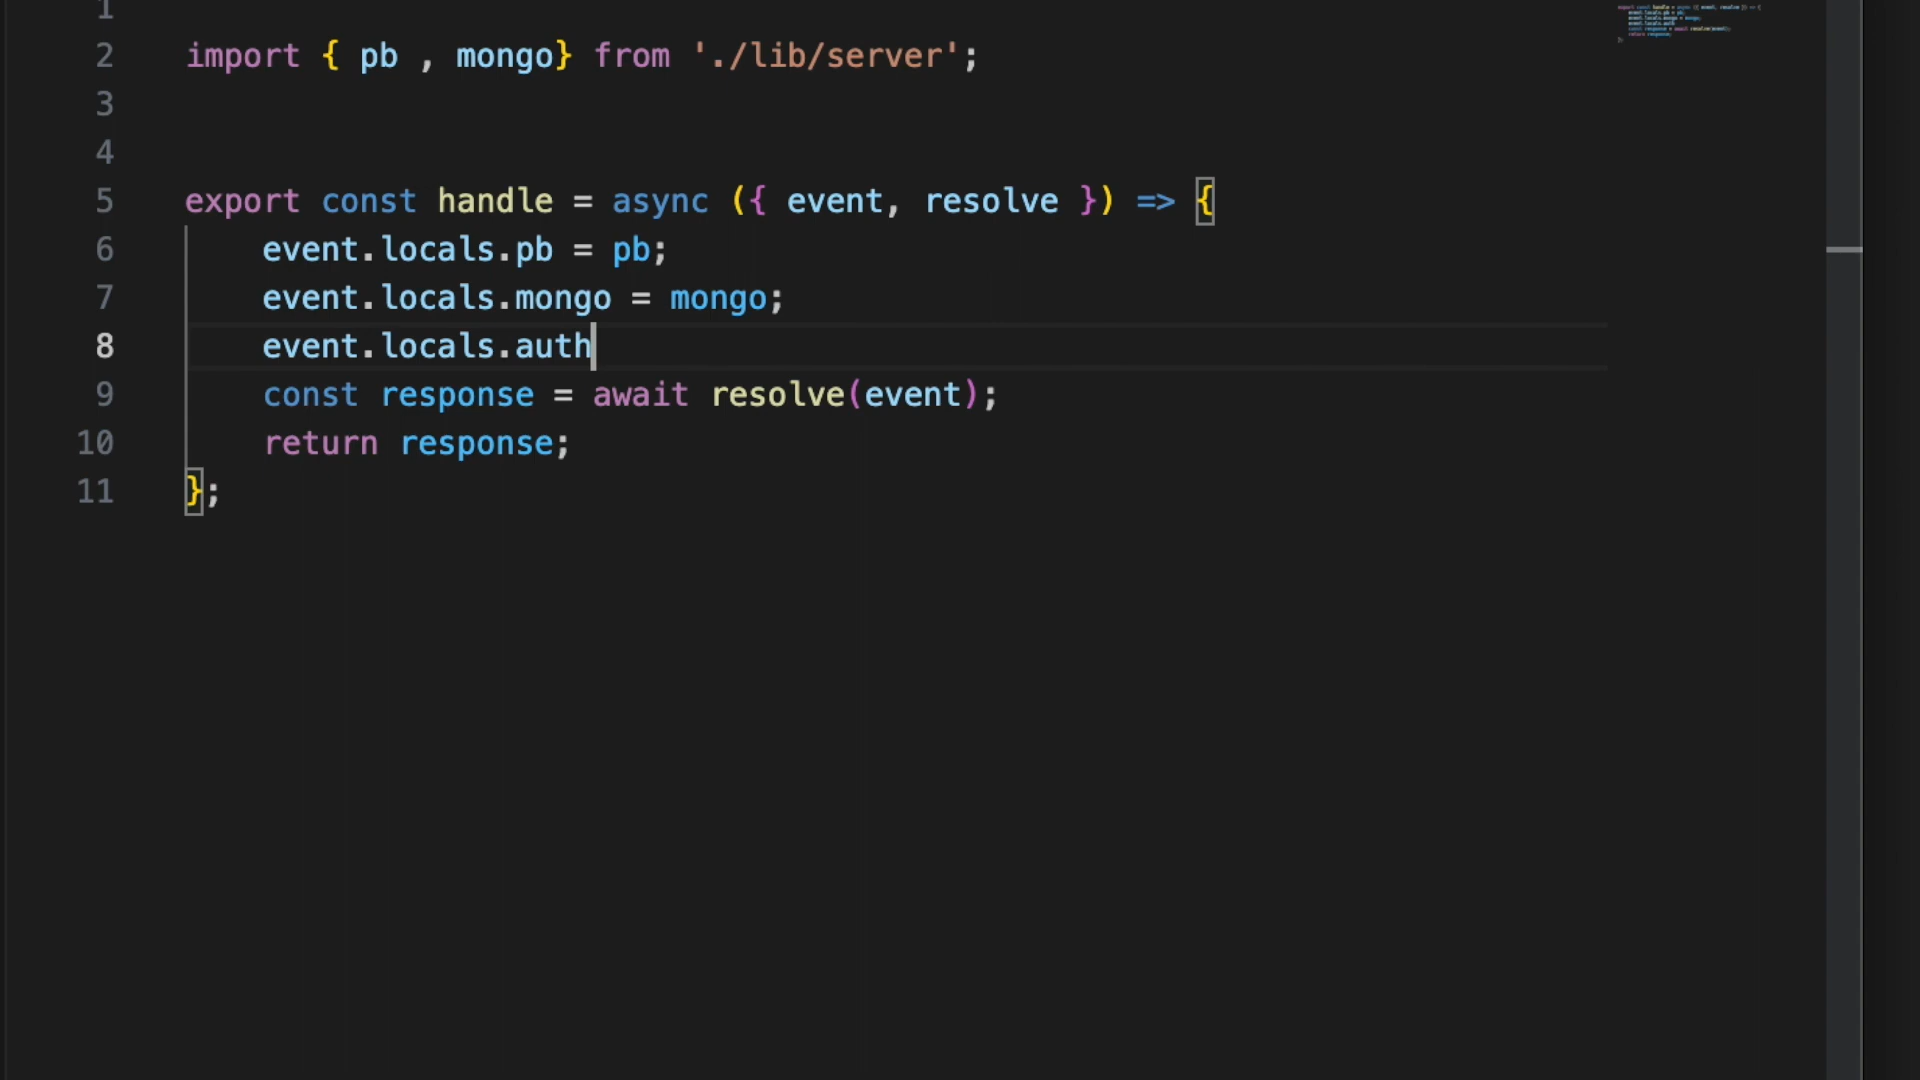 1
2 import { pb , mongo} from './lib/server';
3
4
5 export const handle = async ({ event, resolve }) => {
6 event.locals.pb = pb;
7 event.locals.mongo = mongo;
8 event.locals.auth
9 const response = await resolve(event);
10 return response;
11 };